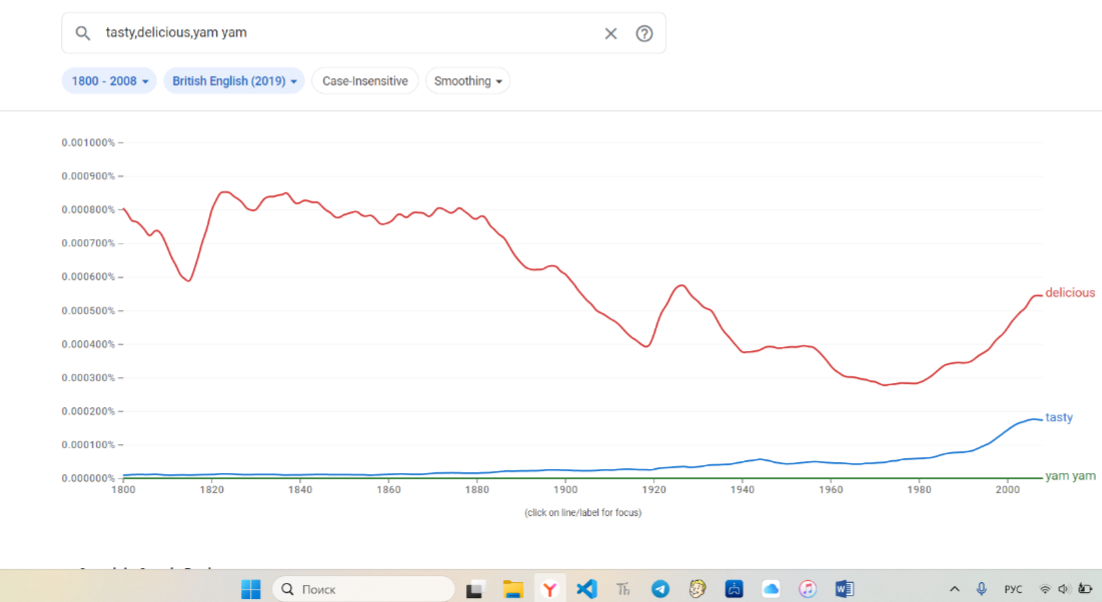 tasty,delicious,yam yam
1800 - 2008 British English (2019) Case-Insensitive Smoothing
0.001000%
0.000900%
0.000800%
0.000700%
0.000600%
0.000500%
0.000400%
0.000300%
0.000200%
0.000100%
0.000000%
delicious
tasty
yam yam
1800 1820 1840 1860 1880 1900 1920 1940 1960 1980 2000
(click on line/label for focus)
Поиск
РУС